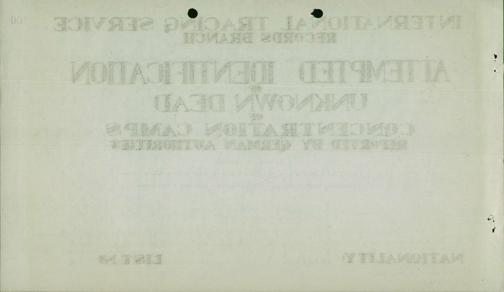 INTERNATIONAL TRACING SERVICE
RECORDS BRANCH
ATTEMPTED IDENTIFICATION
OF
UNKNOWN DEAD
OF
CONCENTRATION CAMPS
REPORTED BY GERMAN AUTHORITIES
NATIONALITY LIST Nº